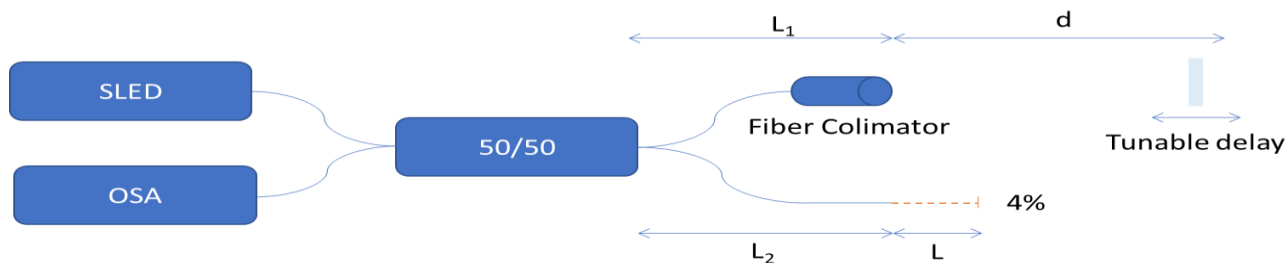 L₁
d
SLED
Fiber Colimator
50/50
Tunable delay
OSA
4%
L₂
L